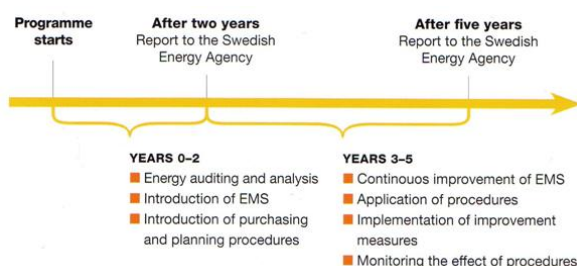 Programme
starts
After two years
Report to the Swedish
Energy Agency
After five years
Report to the Swedish
Energy Agency
YEARS 0–2
Energy auditing and analysis
Introduction of EMS
Introduction of purchasing
and planning procedures
YEARS 3–5
Continouos improvement of EMS
Application of procedures
Implementation of improvement
measures
Monitoring the effect of procedures